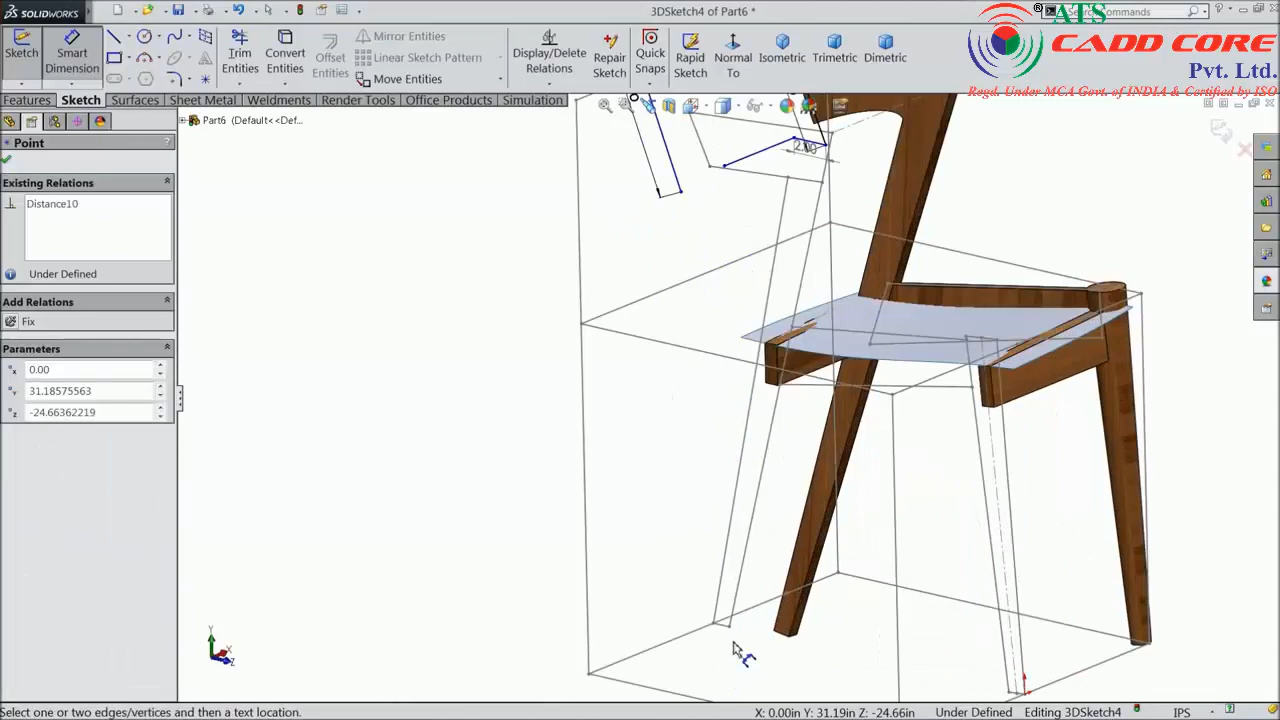 SOLIDWORKS
3DSketch4 of Part6 *
Commands
® ATS
CADD CORE
Pvt. Ltd.
Regd. Under MCA Govt. of INDIA & Certified by ISO
Sketch
Smart Dimension
Trim Entities
Convert Entities
Offset Entities
Mirror Entities
Linear Sketch Pattern
Move Entities
Display/Delete Relations
Repair Sketch
Quick Snaps
Rapid Sketch
Normal To
Isometric
Trimetric
Dimetric
Features
Sketch
Surfaces
Sheet Metal
Weldments
Render Tools
Office Products
Simulation
Part6 (Default<<Def...
Point
?
Existing Relations
Distance10
Under Defined
Add Relations
Fix
Parameters
0.00
31.18575563
-24.66362219
2.00
Y
X
Z
Select one or two edges/vertices and then a text location.
X: 0.00in Y: 31.19in Z: -24.66in
Under Defined
Editing 3DSketch4
IPS